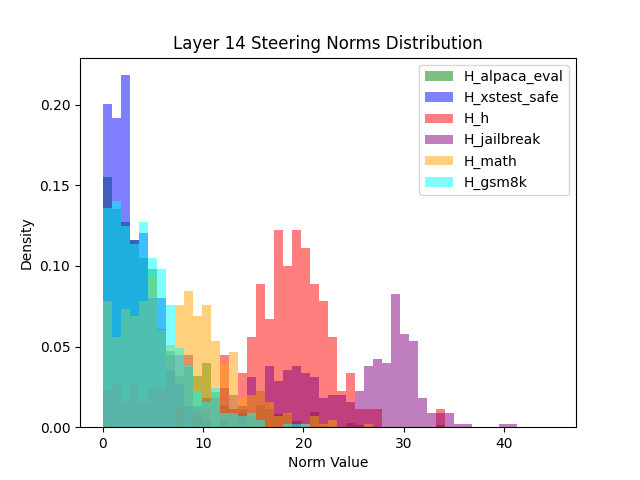 Layer 14 Steering Norms Distribution
H_alpaca_eval
H_xstest_safe
H_h
H_jailbreak
H_math
H_gsm8k
0.20
0.15
0.10
0.05
0.00
Density
0 10 20 30 40
Norm Value